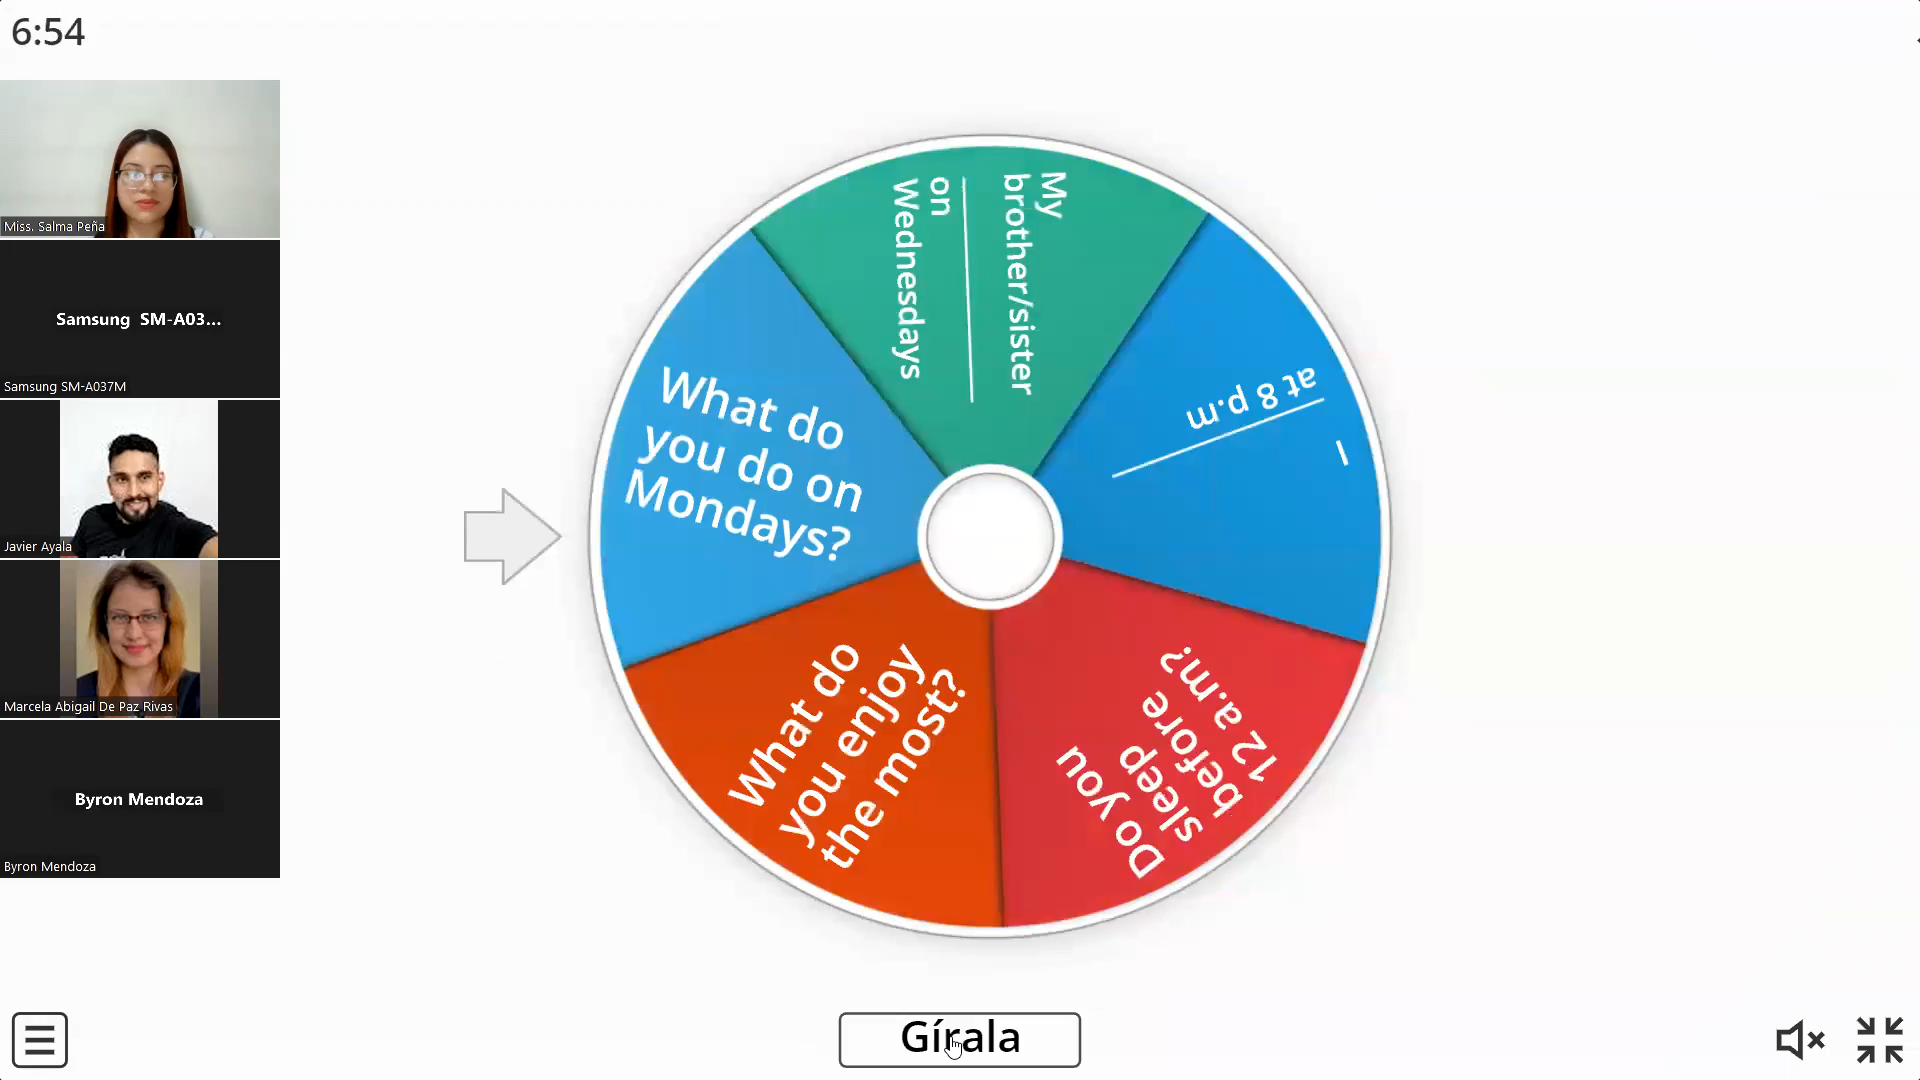 6:54
Miss. Salma Peña
Samsung SM-A03...
Samsung SM-A037M
Javier Ayala
Marcela Abigail De Paz Rivas
Byron Mendoza
Byron Mendoza
My
brother/sister
__________
on
Wednesdays
I
__________
at 8 p.m
What do
you do on
Mondays?
What do
you enjoy
the most?
Do you
sleep
before
12 a.m?
Gírala